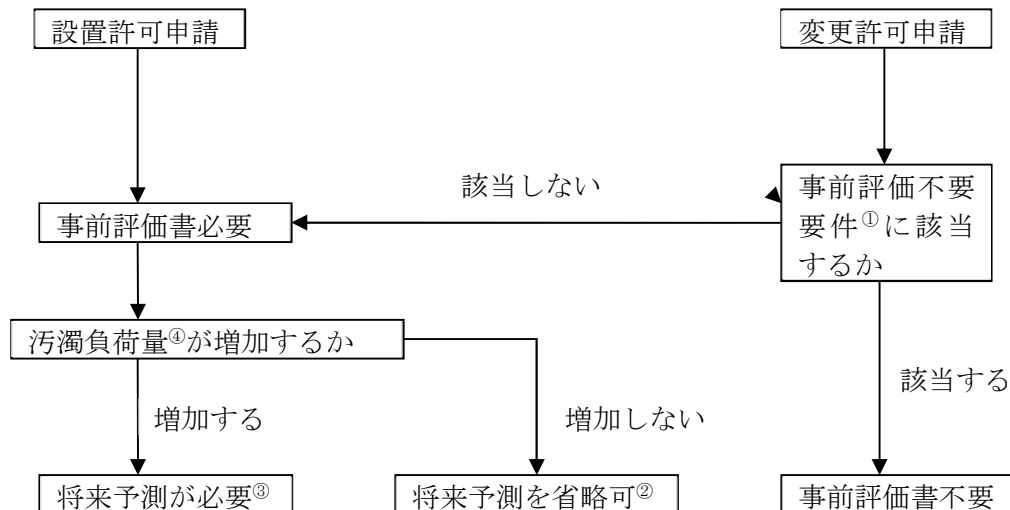 設置許可申請
変更許可申請
該当しない
事前評価不要
要件①に該当
するか
事前評価書必要
汚濁負荷量④が増加するか
該当する
増加する
増加しない
将来予測が必要③
将来予測を省略可②
事前評価書不要